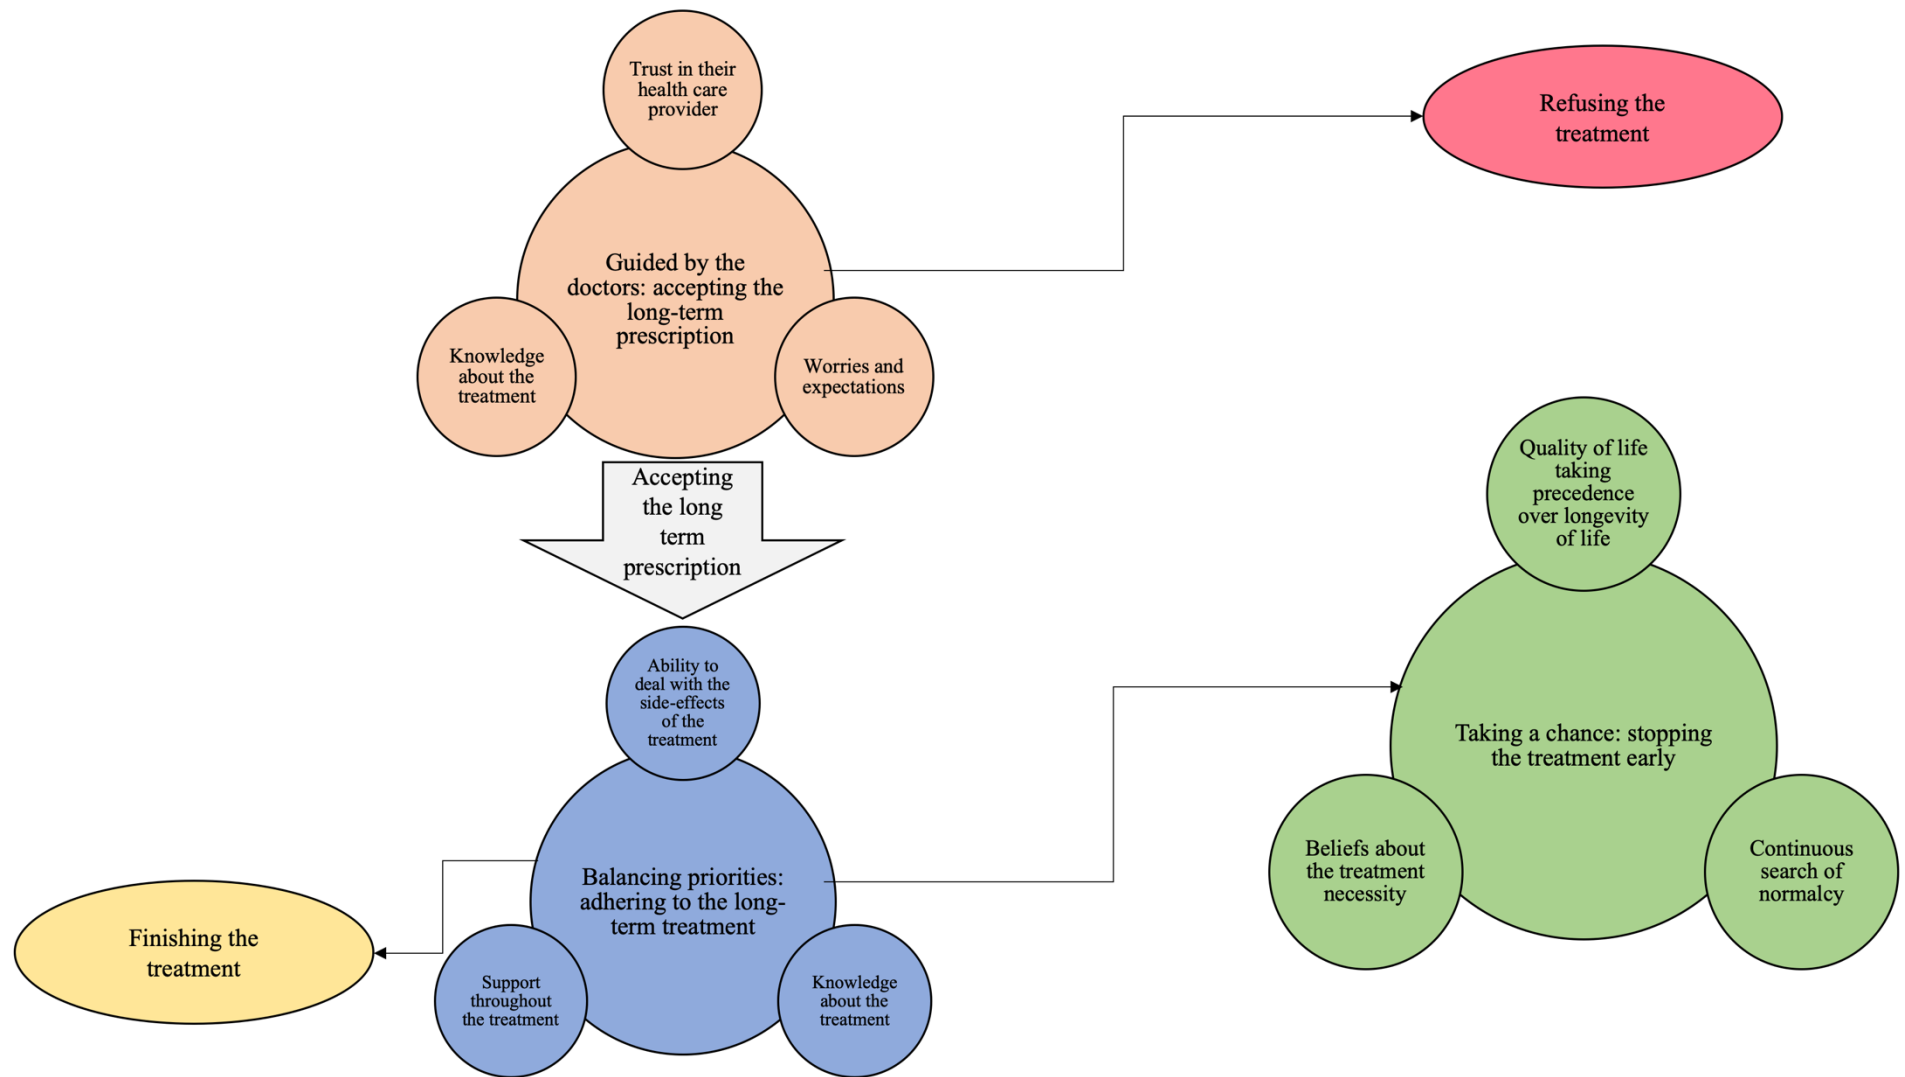 Trust in their
health care
provider
Refusing the
treatment
Guided by the
doctors: accepting the
long-term
prescription
Knowledge
about the
treatment
Worries and
expectations
Accepting
the long
term
prescription
Quality of life
taking
precedence
over longevity
of life
Ability to
deal with the
side-effects
of the
treatment
Taking a chance: stopping
the treatment early
Balancing priorities:
adhering to the long-
term treatment
Beliefs about
the treatment
necessity
Continuous
search of
normalcy
Finishing the
treatment
Support
throughout
the treatment
Knowledge
about the
treatment